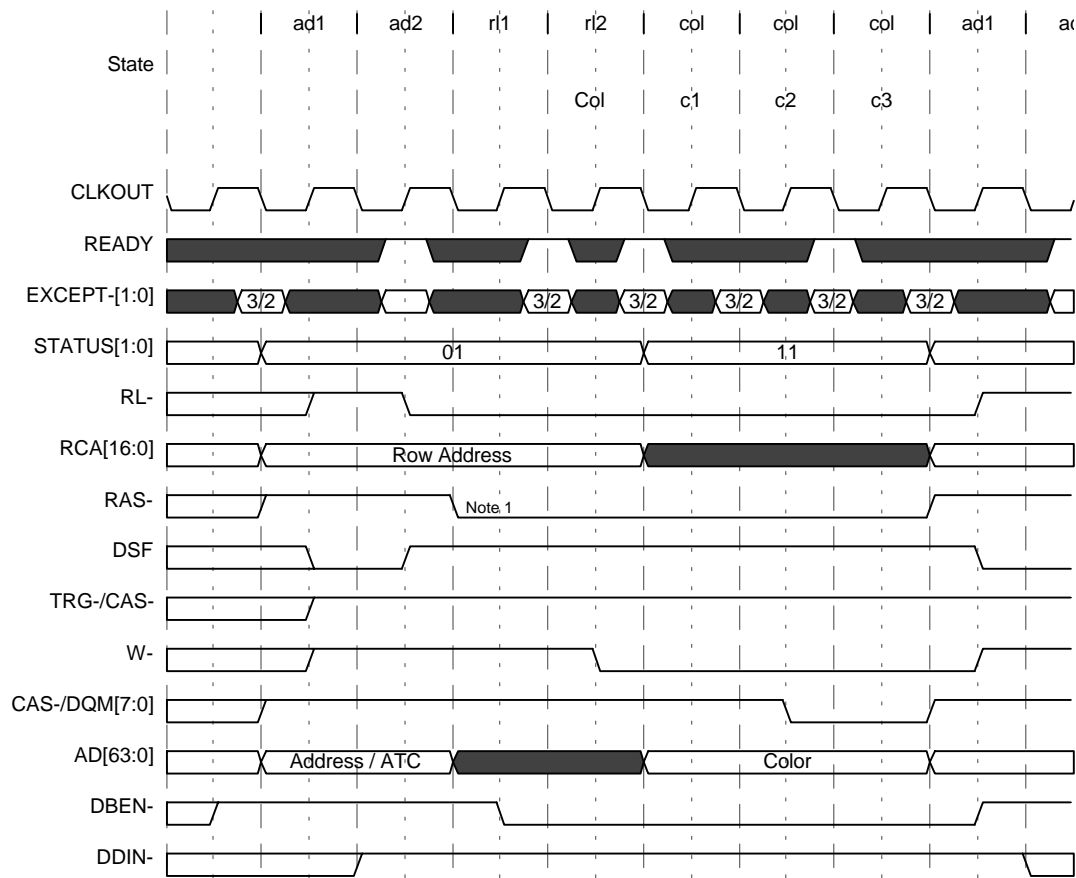 ad1 ad2 rl1 rl2 col col col ad1
State
Col c1 c2 c3
CLKOUT
READY
EXCEPT-[1:0] 3/2 3/2 3/2 3/2 3/2 3/2
STATUS[1:0] 01 11
RL-
RCA[16:0] Row Address
RAS- Note 1
DSF
TRG-/CAS-
W-
CAS-/DQM[7:0]
AD[63:0] Address / ATC Color
DBEN-
DDIN-